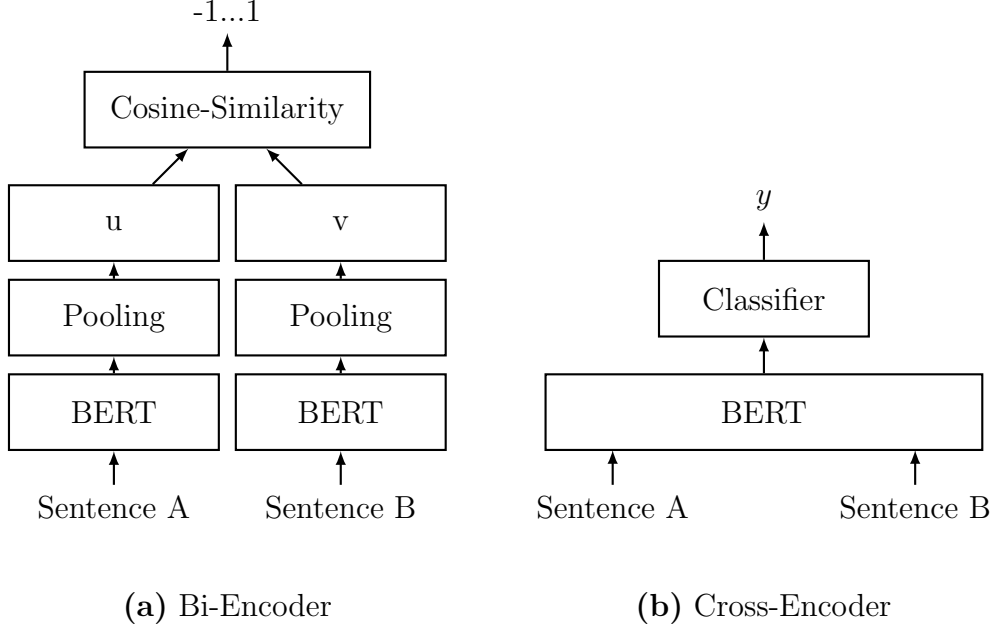 -1...1
Cosine-Similarity
u
v
Pooling
Pooling
BERT
BERT
Sentence A
Sentence B
(a) Bi-Encoder
y
Classifier
BERT
Sentence A
Sentence B
(b) Cross-Encoder